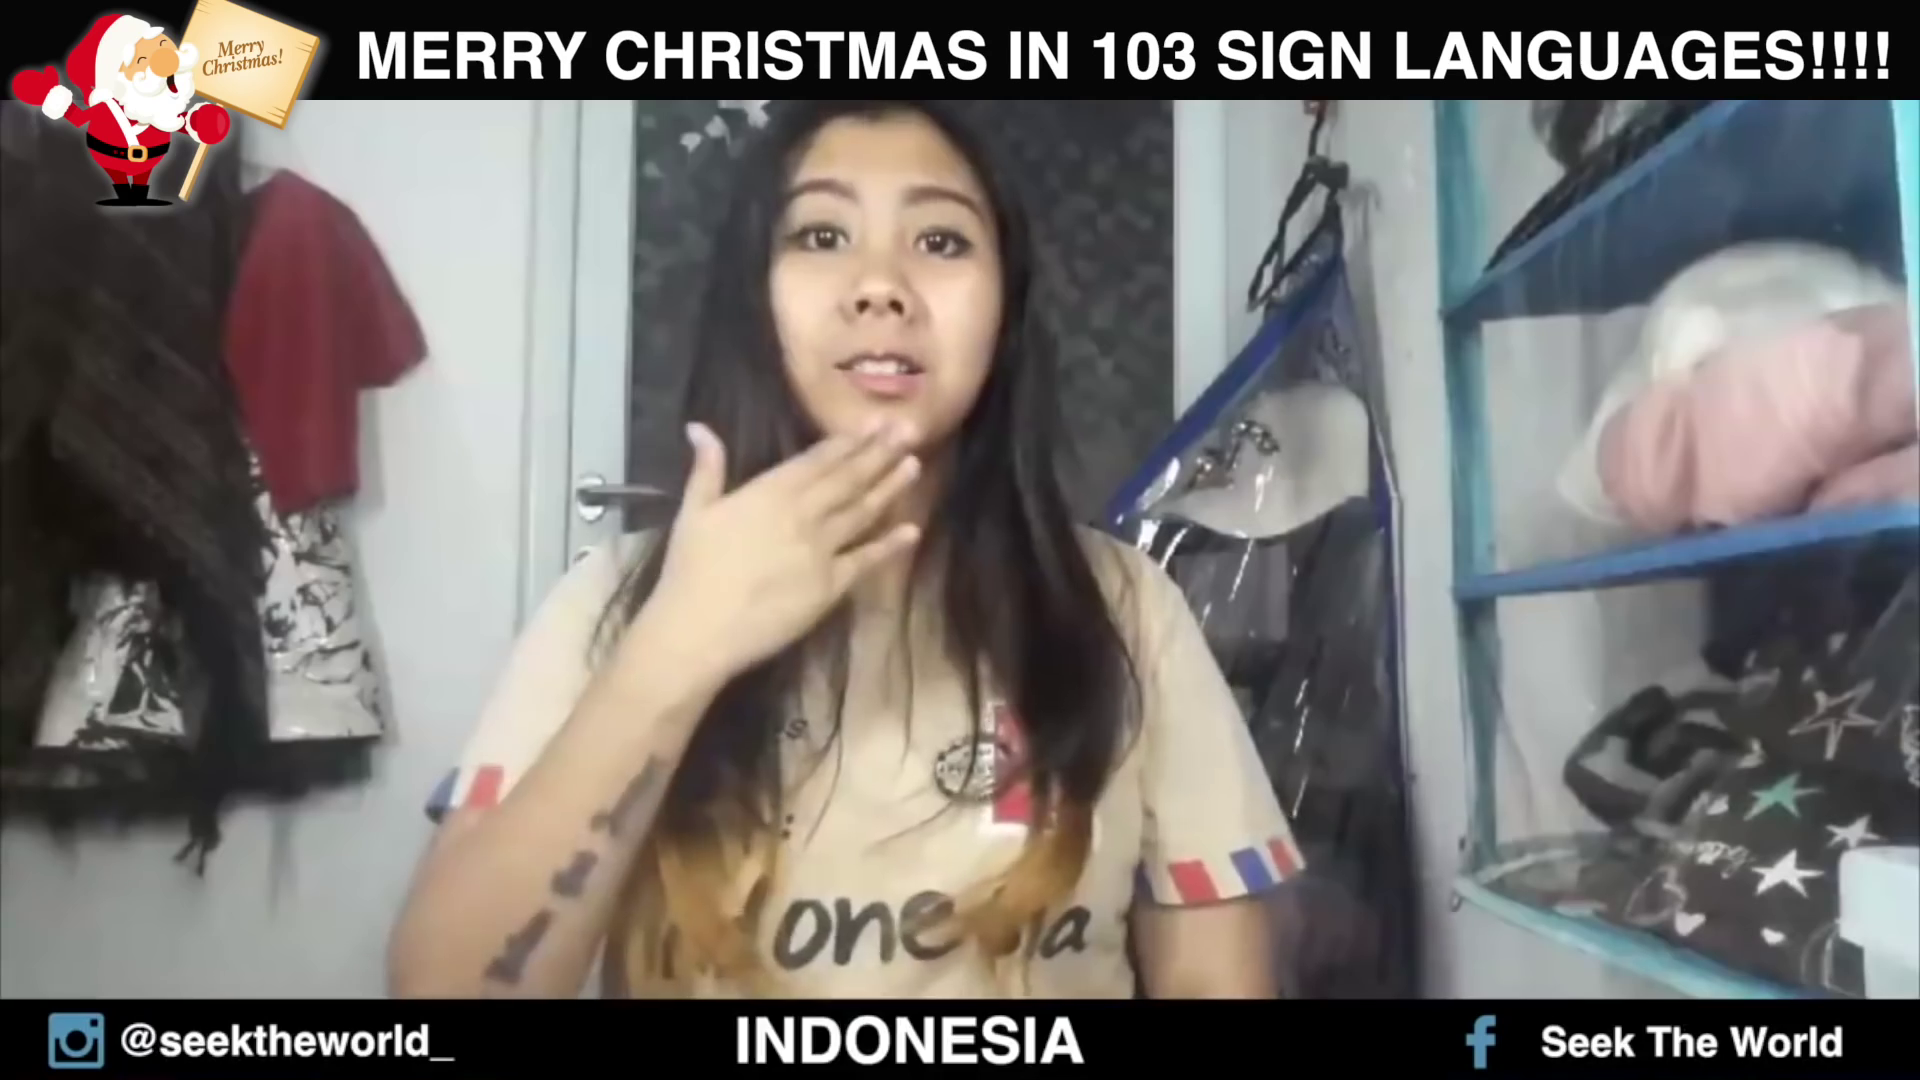 Merry
Christmas!
MERRY CHRISTMAS IN 103 SIGN LANGUAGES!!!!
@seektheworld_
INDONESIA
Seek The World